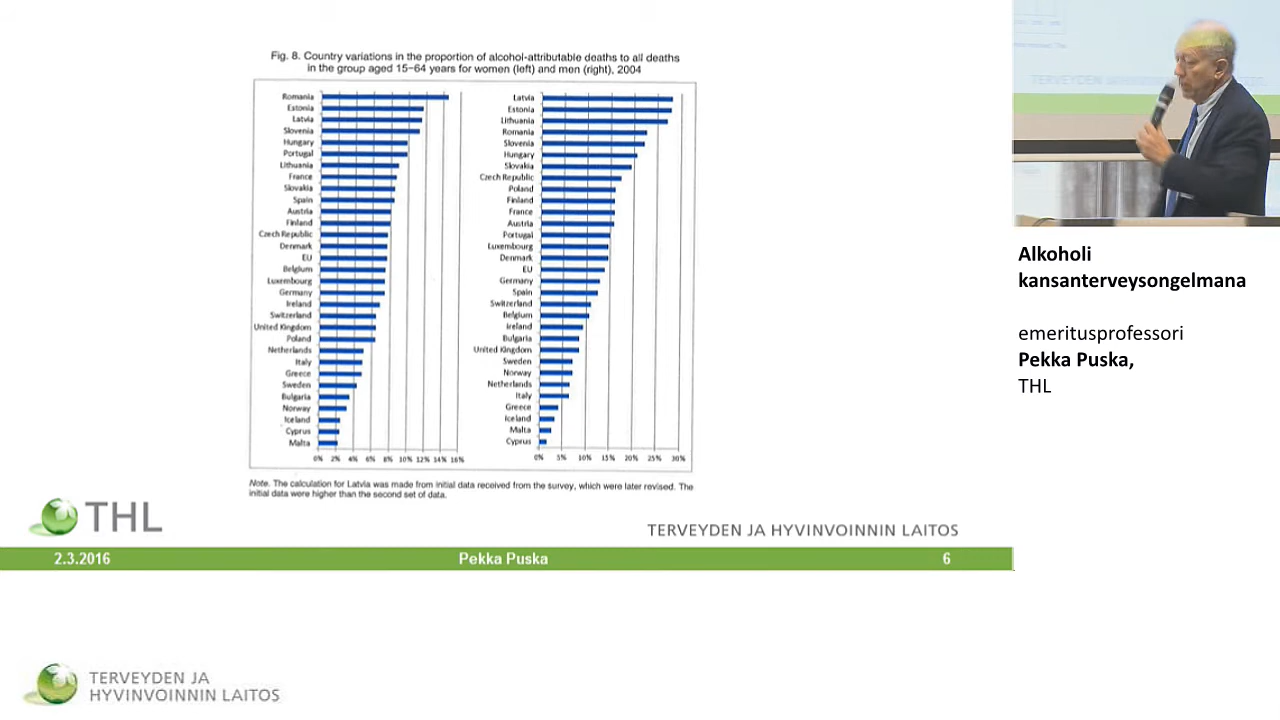 Fig. 8. Country variations in the proportion of alcohol-attributable deaths to all deaths
in the group aged 15–64 years for women (left) and men (right), 2004
Romania
Estonia
Latvia
Slovenia
Hungary
Portugal
Lithuania
France
Slovakia
Spain
Austria
Finland
Czech Republic
Denmark
EU
Belgium
Luxembourg
Germany
Ireland
Switzerland
United Kingdom
Poland
Netherlands
Italy
Greece
Sweden
Bulgaria
Norway
Iceland
Cyprus
Malta
0% 2% 4% 6% 8% 10% 12% 14% 16%
Latvia
Estonia
Lithuania
Romania
Slovenia
Hungary
Slovakia
Czech Republic
Poland
Finland
France
Austria
Portugal
Luxembourg
Denmark
EU
Germany
Spain
Switzerland
Belgium
Ireland
Bulgaria
United Kingdom
Sweden
Norway
Netherlands
Italy
Greece
Iceland
Malta
Cyprus
0% 5% 10% 15% 20% 25% 30%
Note. The calculation for Latvia was made from initial data received from the survey, which were later revised. The
initial data were higher than the second set of data.
THL
TERVEYDEN JA HYVINVOINNIN LAITOS
2.3.2016 Pekka Puska 6
TERVEYDEN JA
HYVINVOINNIN LAITOS
Alkoholi
kansanterveysongelmana
emeritusprofessori
Pekka Puska,
THL